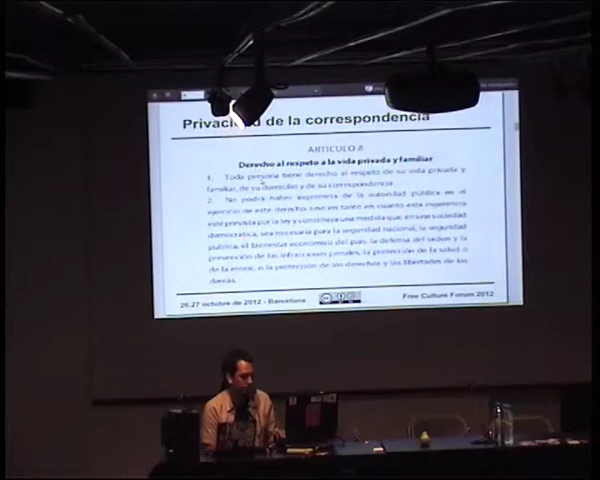 Privacidad de la correspondencia
ARTICULO 8
Derecho al respeto a la vida privada y familiar
1. Toda persona tiene derecho al respeto de su vida privada y
familiar, de su domicilio y de su correspondencia.
2. No podrá haber ingerencia de la autoridad pública en el
ejercicio de este derecho sino en tanto en cuanto esta ingerencia
esté prevista por la ley y constituya una medida que, en una sociedad
democrática, sea necesaria para la seguridad nacional, la seguridad
pública, el bienestar económico del país, la defensa del orden y la
prevención de las infracciones penales, la protección de la salud o
de la moral, o la protección de los derechos y las libertades de los
demás.
26,27 octubre de 2012 - Barcelona
Free Culture Forum 2012